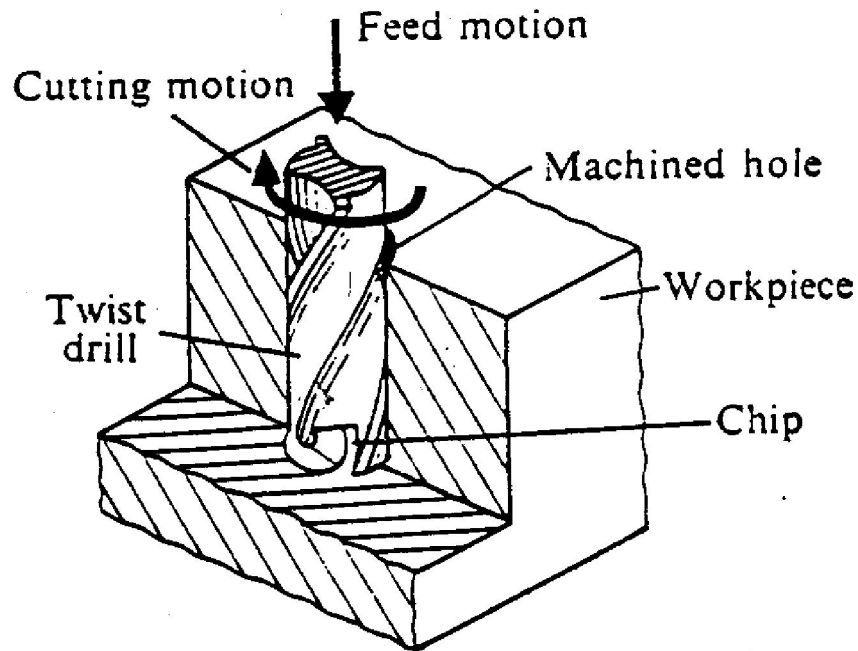 Feed motion
Cutting motion
Machined hole
Workpiece
Twist
drill
Chip